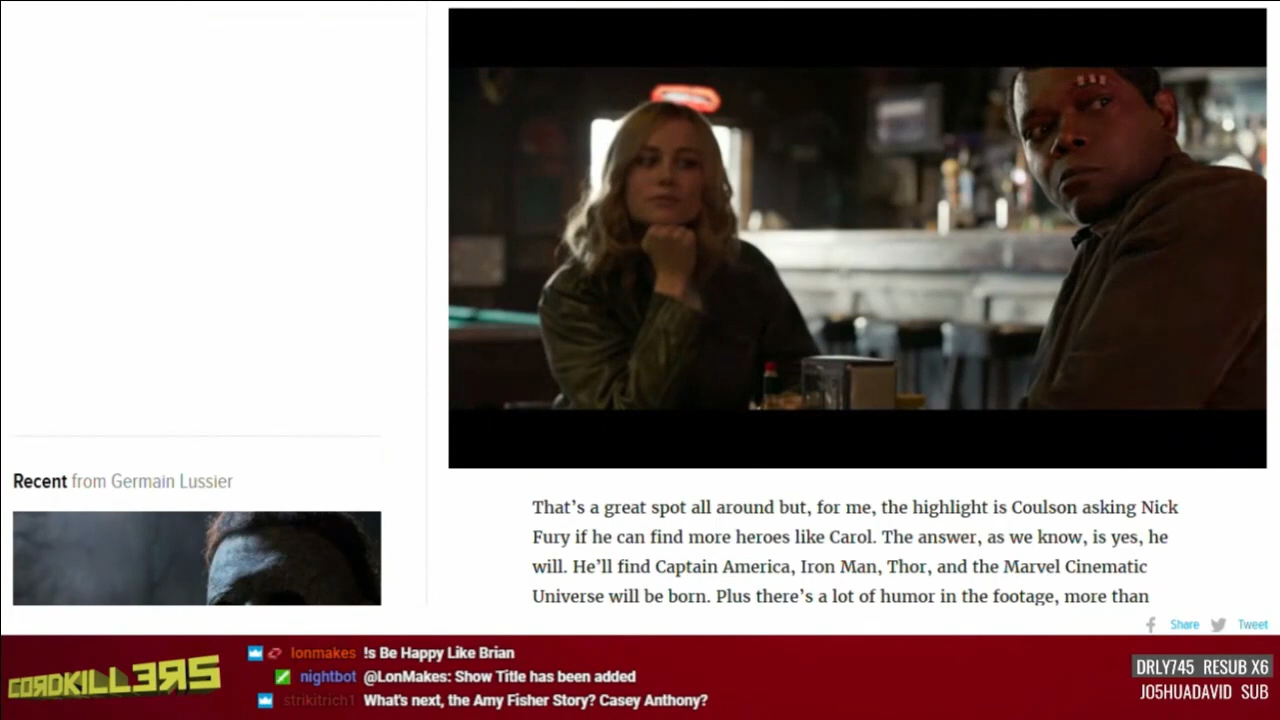 Recent from Germain Lussier
That's a great spot all around but, for me, the highlight is Coulson asking Nick
Fury if he can find more heroes like Carol. The answer, as we know, is yes, he
will. He'll find Captain America, Iron Man, Thor, and the Marvel Cinematic
Universe will be born. Plus there's a lot of humor in the footage, more than
Share Tweet
CORDKILLERS
lonmakes !s Be Happy Like Brian
nightbot @LonMakes: Show Title has been added
strikitrich1 What's next, the Amy Fisher Story? Casey Anthony?
DRLY745 RESUB X6
JO5HUADAVID SUB